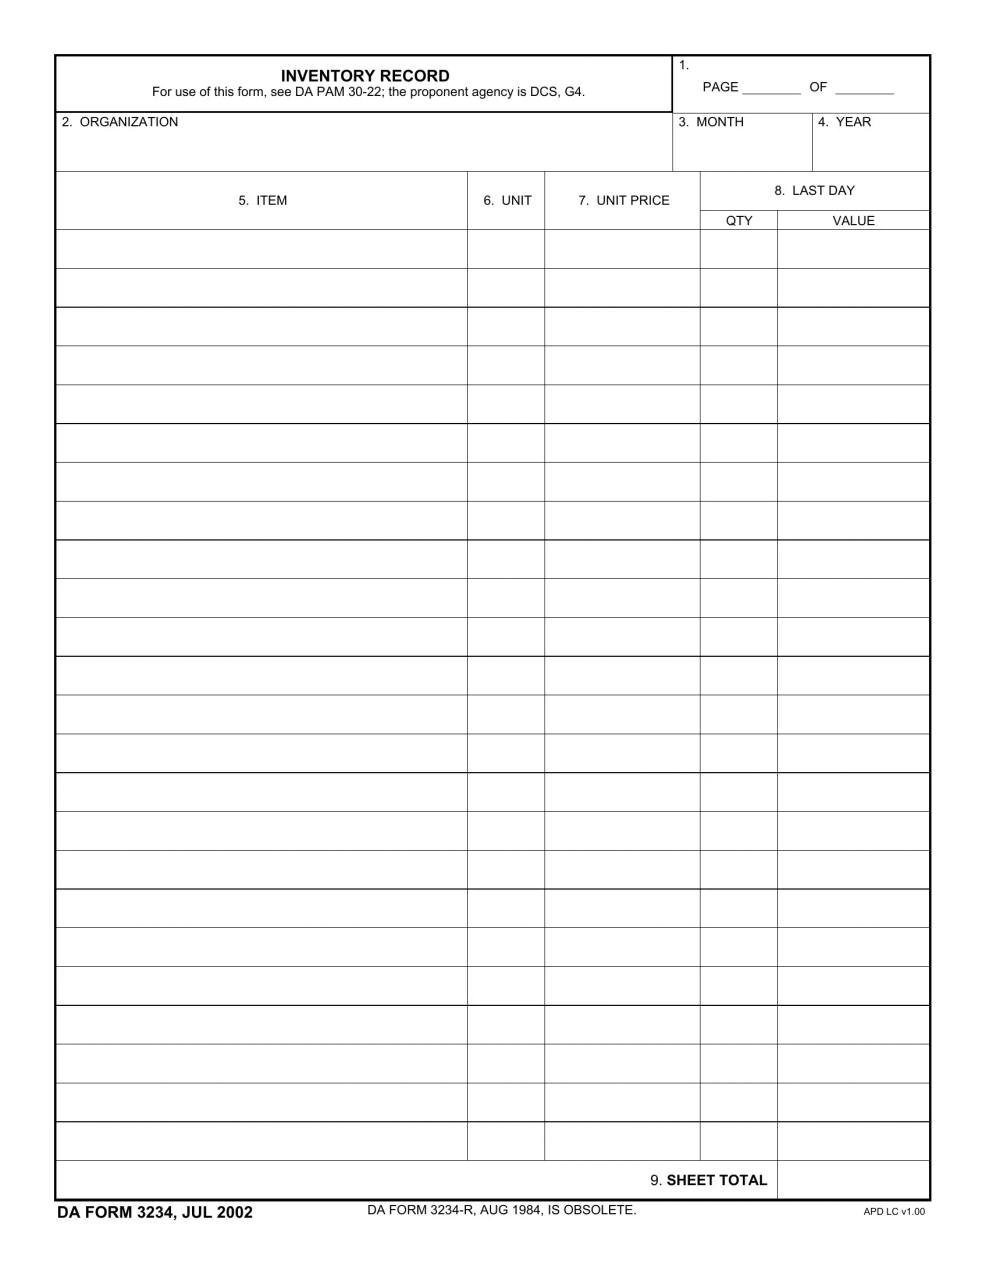 INVENTORY RECORD
For use of this form, see DA PAM 30-22; the proponent agency is DCS, G4.
1.
PAGE ________ OF ________
2. ORGANIZATION
3. MONTH
4. YEAR
5. ITEM
6. UNIT
7. UNIT PRICE
8. LAST DAY
QTY
VALUE
9. SHEET TOTAL
DA FORM 3234, JUL 2002
DA FORM 3234-R, AUG 1984, IS OBSOLETE.
APD LC v1.00